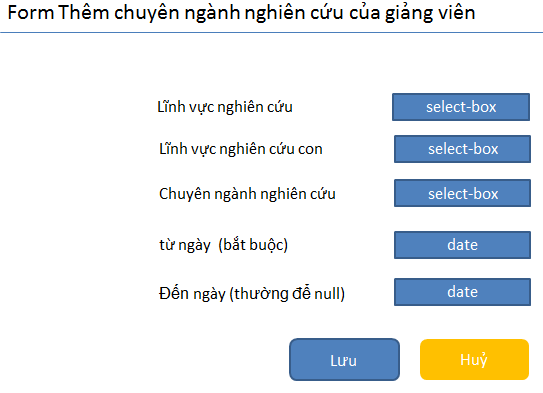 Form Thêm chuyên ngành nghiên cứu của giảng viên
Lĩnh vực nghiên cứu select-box
Lĩnh vực nghiên cứu con select-box
Chuyên ngành nghiên cứu select-box
từ ngày (bắt buộc) date
Đến ngày (thường để null) date
Lưu Huỷ